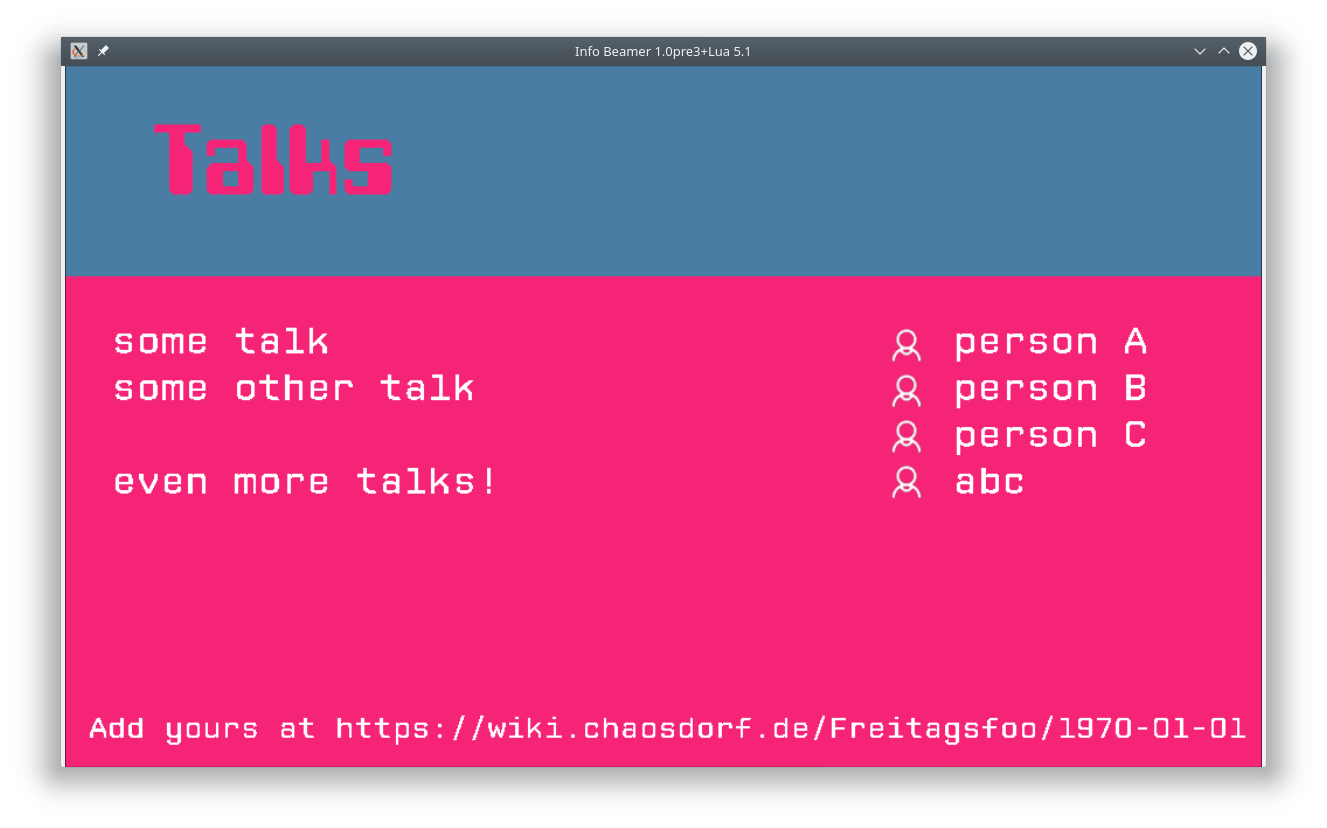 Info Beamer 1.0pre3+Lua 5.1
Talks
some talk person A
some other talk person B
person C
even more talks! abc
Add yours at https://wiki.chaosdorf.de/Freitagsfoo/1970-01-01